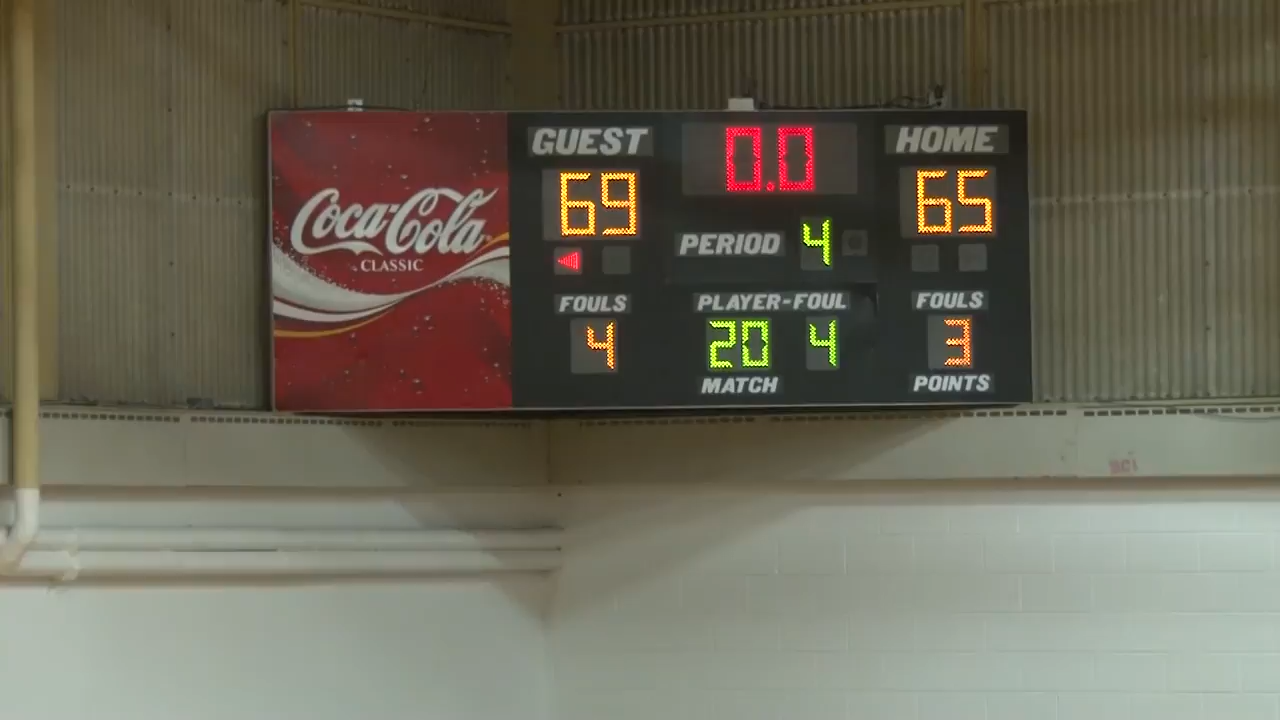 Coca-Cola
CLASSIC
GUEST
0.0
HOME
69
65
PERIOD 4
FOULS
PLAYER-FOUL
FOULS
4
20 4
3
MATCH
POINTS